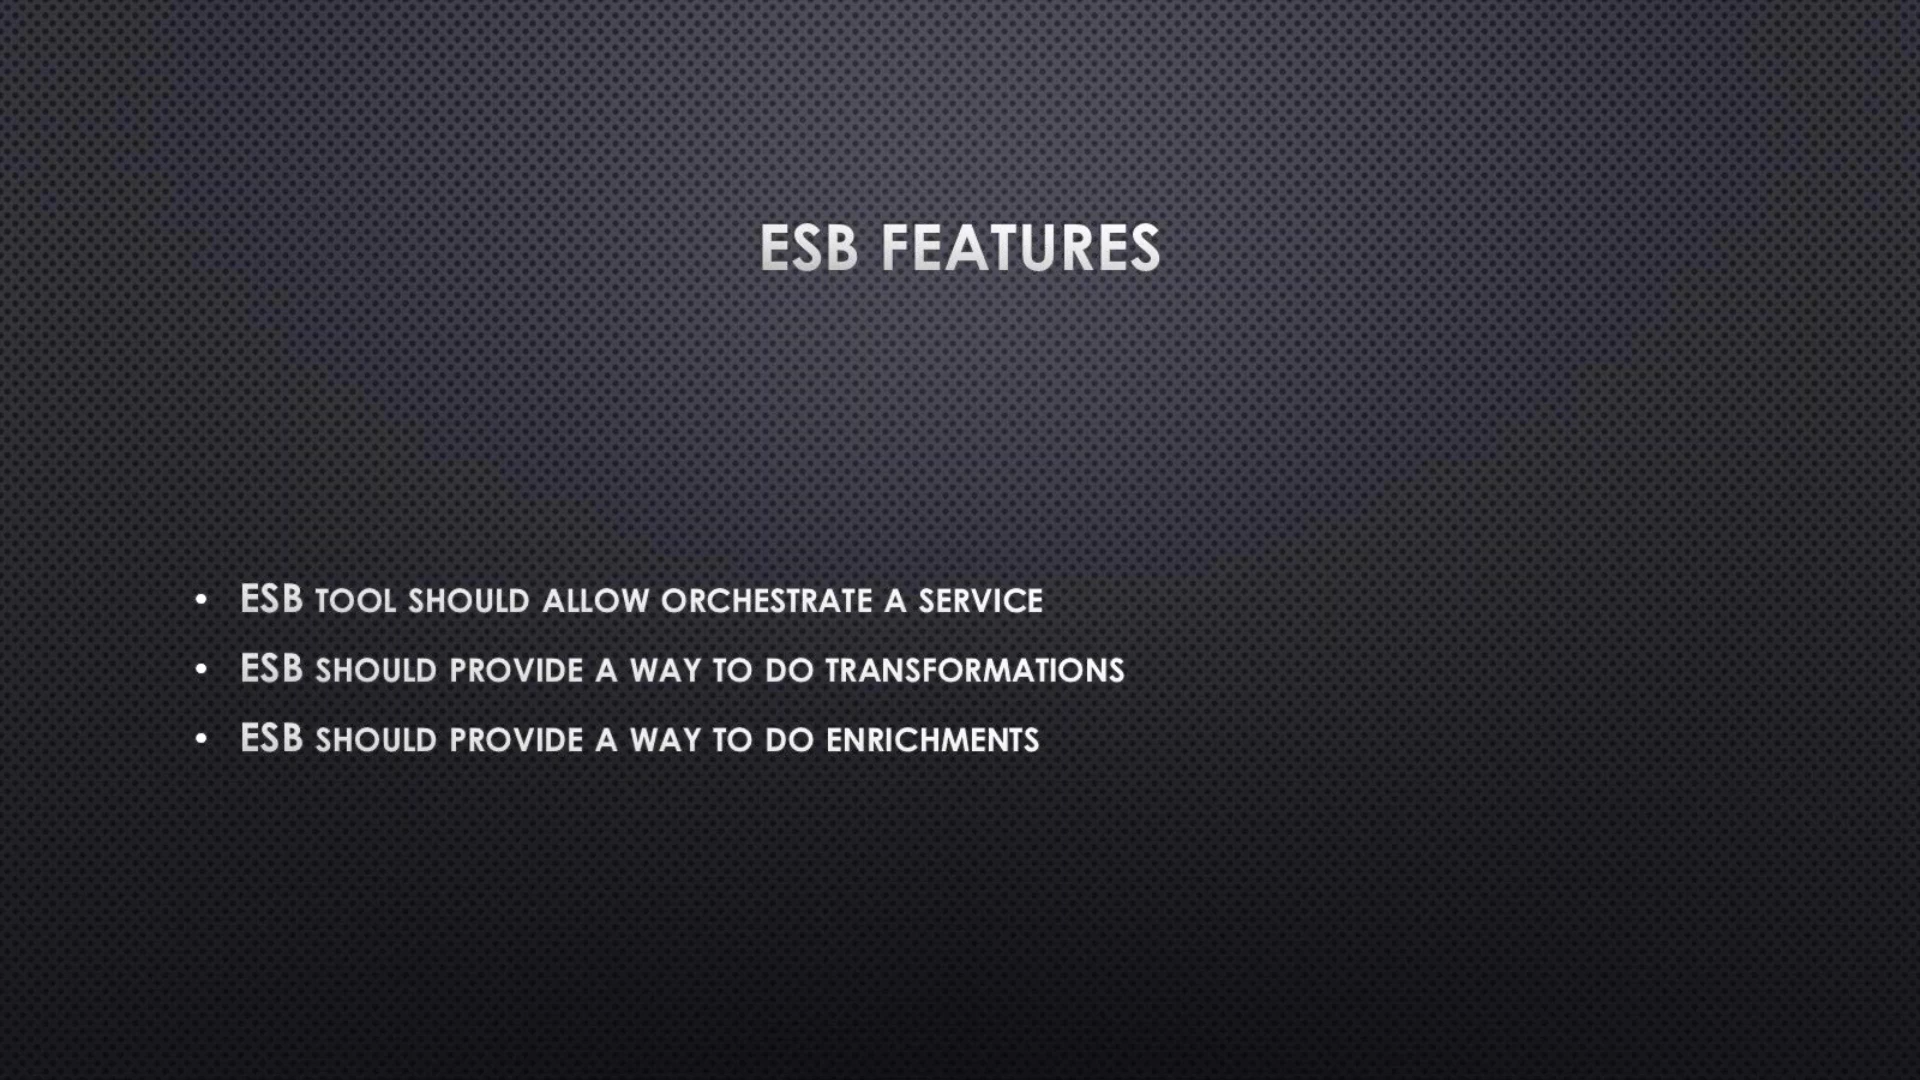 ESB FEATURES
• ESB TOOL SHOULD ALLOW ORCHESTRATE A SERVICE
• ESB SHOULD PROVIDE A WAY TO DO TRANSFORMATIONS
• ESB SHOULD PROVIDE A WAY TO DO ENRICHMENTS